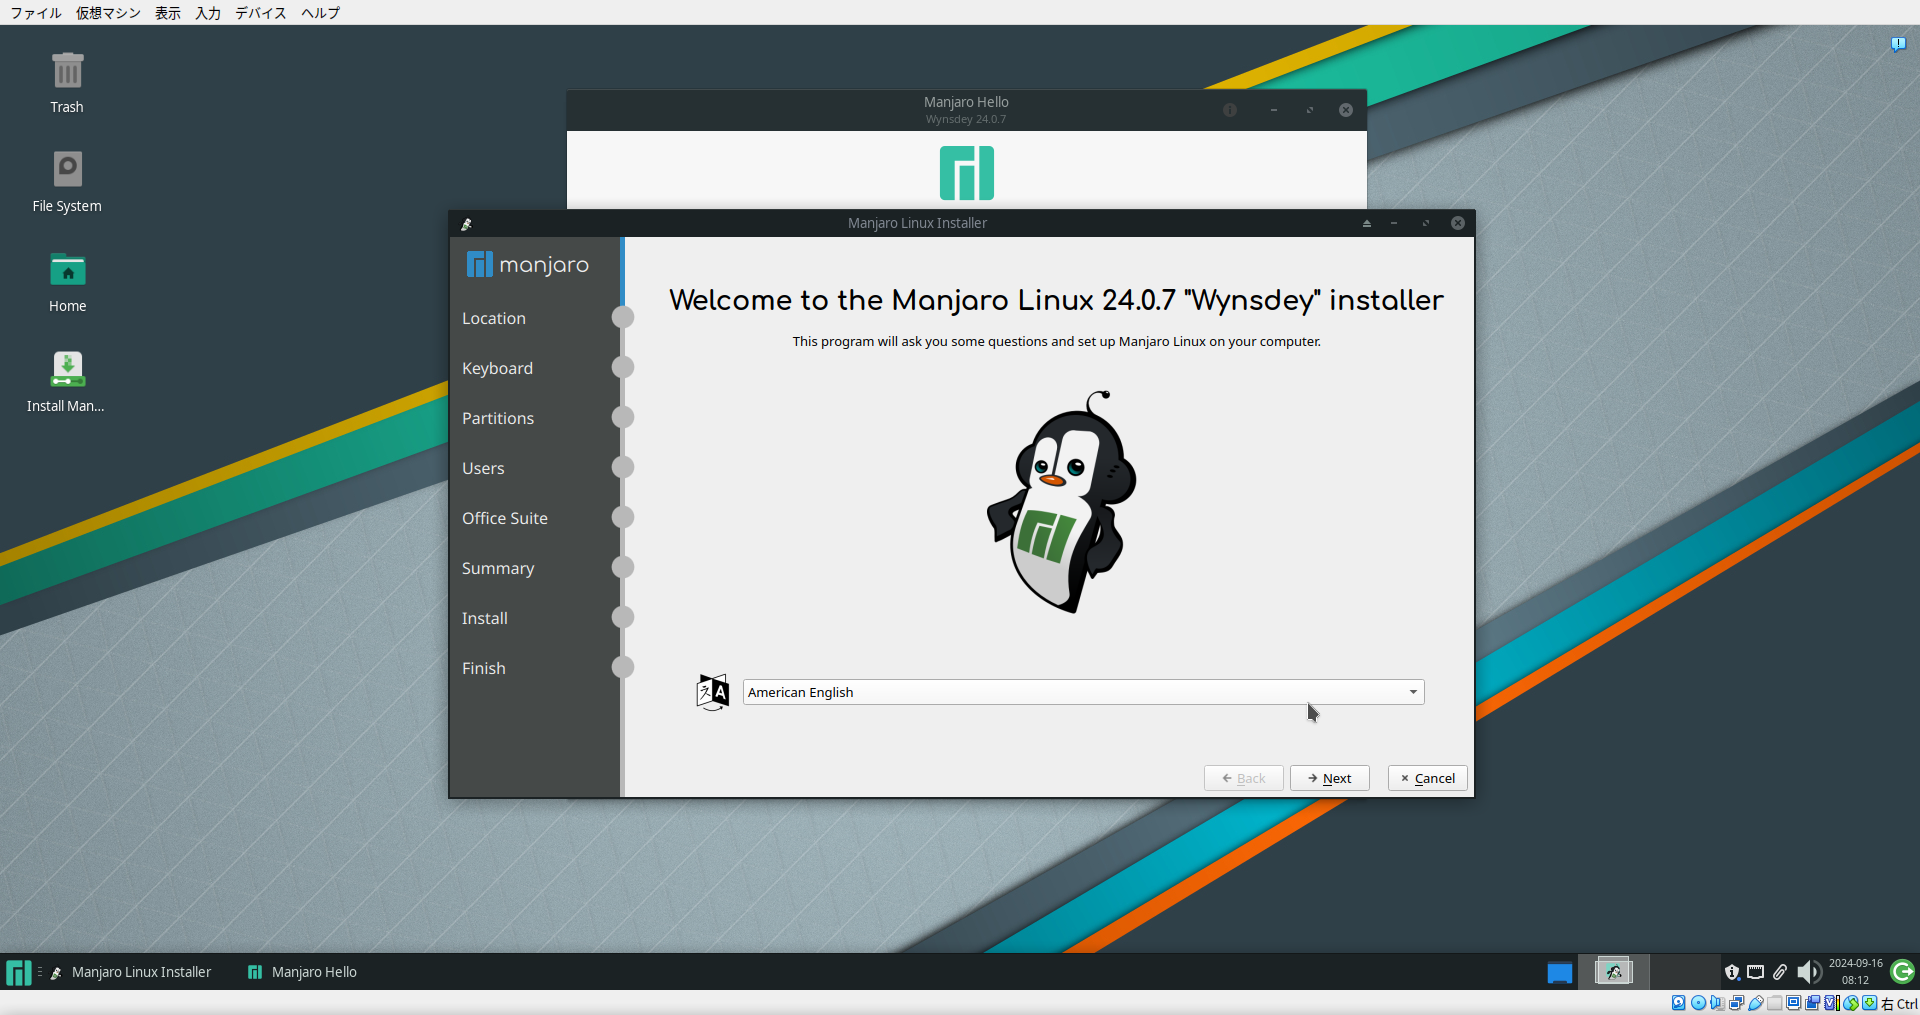 ファイル 仮想マシン 表示 入力 デバイス ヘルプ
Trash
File System
Home
Install Man...
Manjaro Hello
Wynsdey 24.0.7
Manjaro Linux Installer
manjaro
Location
Keyboard
Partitions
Users
Office Suite
Summary
Install
Finish
Welcome to the Manjaro Linux 24.0.7 "Wynsdey" installer
This program will ask you some questions and set up Manjaro Linux on your computer.
American English
Back
Next
Cancel
Manjaro Linux Installer
Manjaro Hello
2024-09-16
08:12
右 Ctrl